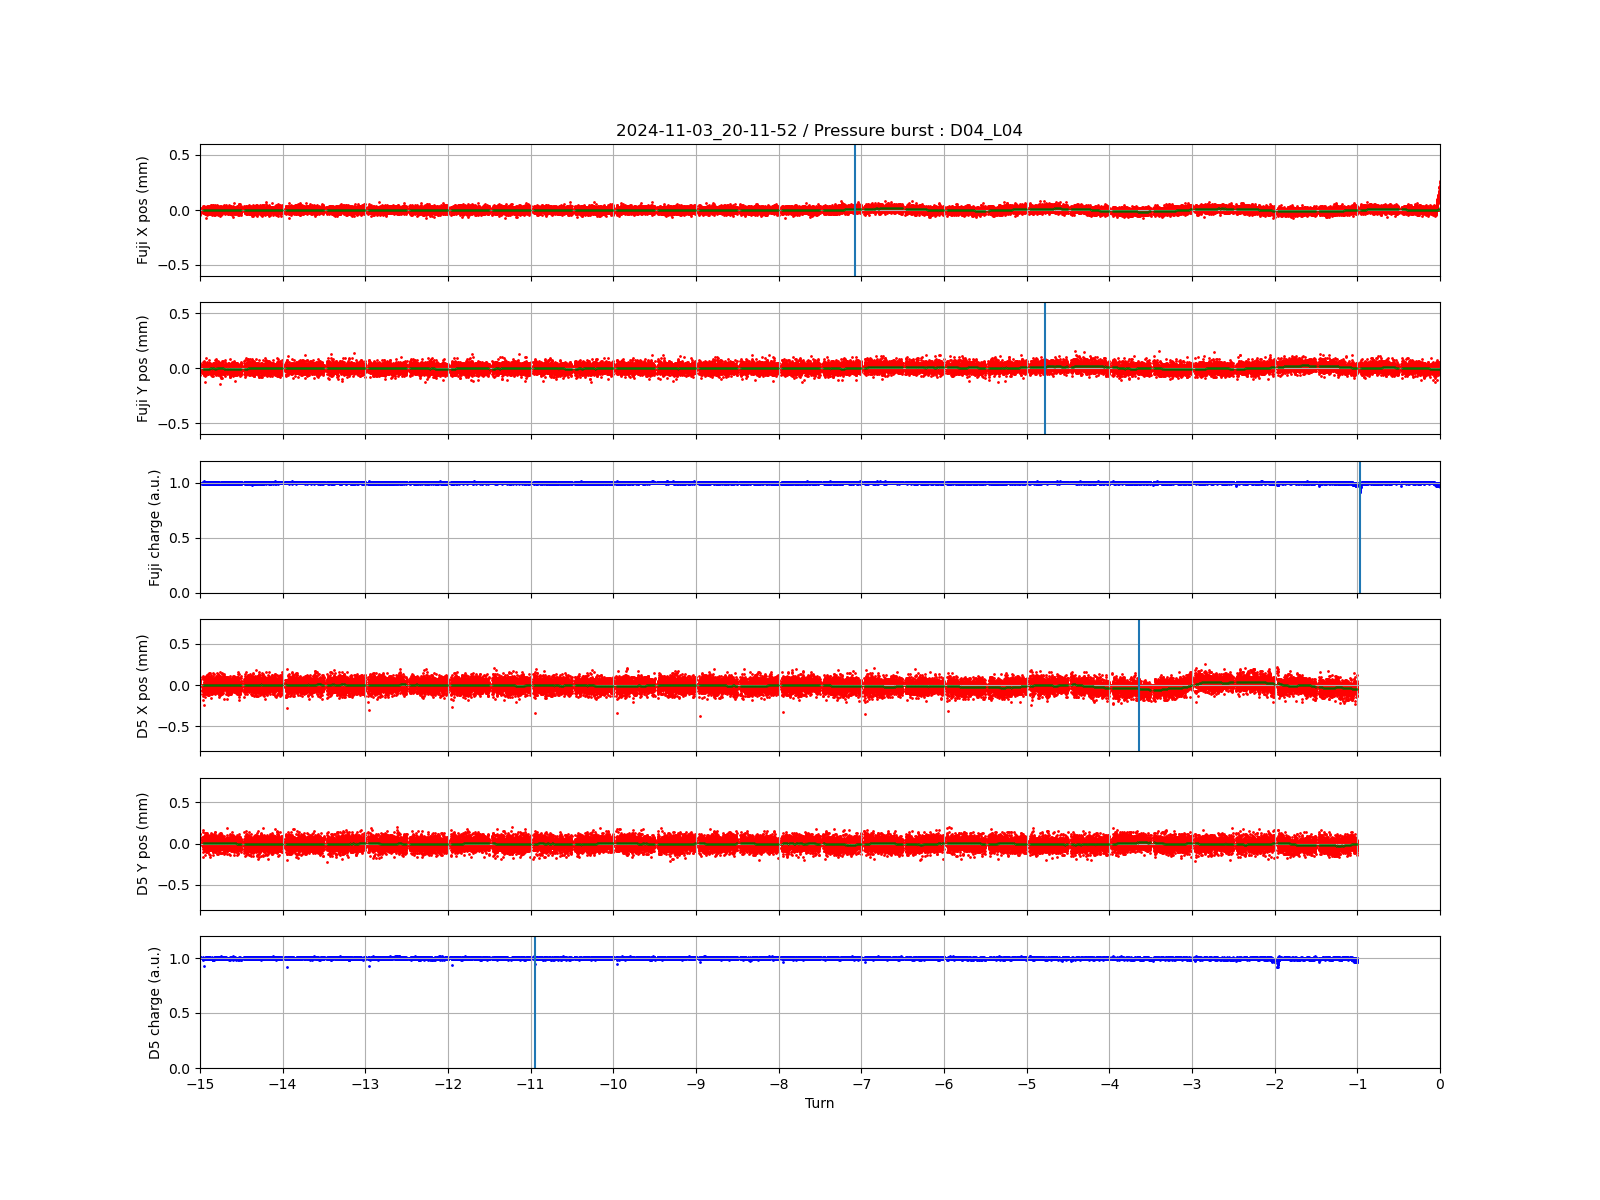 2024-11-03_20-11-52 / Pressure burst : D04_L04
Fuji X pos (mm)
0.5
0.0
−0.5
Fuji Y pos (mm)
0.5
0.0
−0.5
Fuji charge (a.u.)
1.0
0.5
0.0
D5 X pos (mm)
0.5
0.0
−0.5
D5 Y pos (mm)
0.5
0.0
−0.5
D5 charge (a.u.)
1.0
0.5
0.0
−15 −14 −13 −12 −11 −10 −9 −8 −7 −6 −5 −4 −3 −2 −1 0
Turn